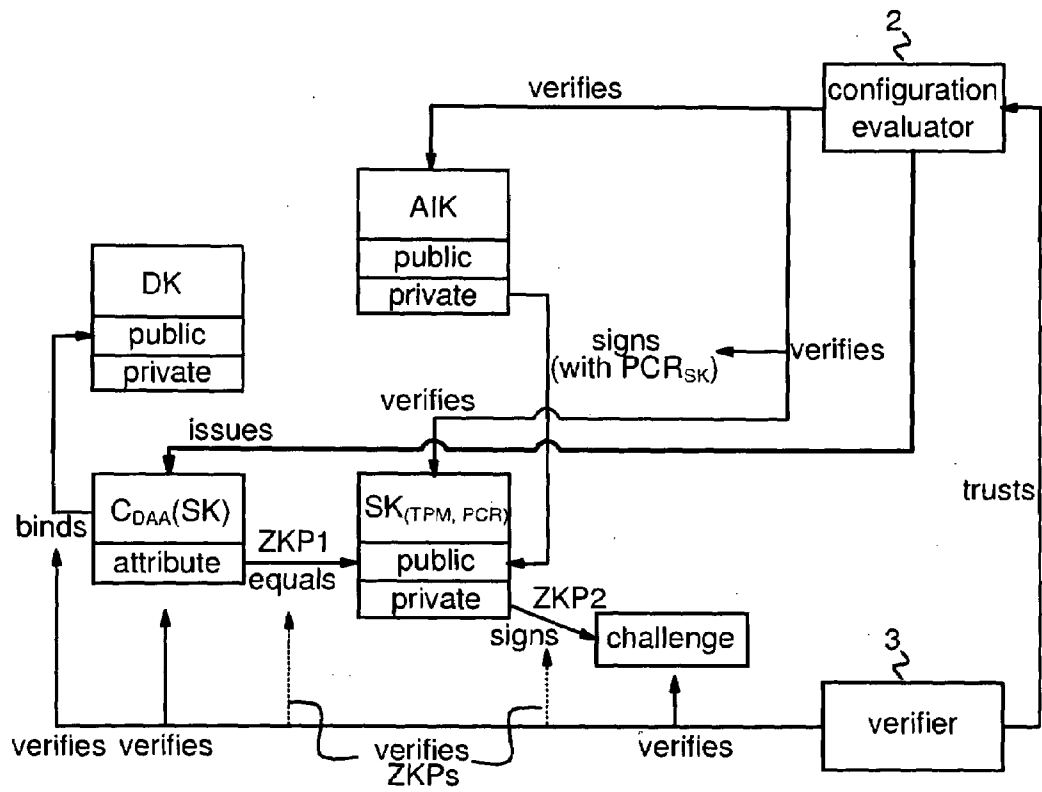 2
verifies
configuration
evaluator
AIK
public
private
DK
public
private
signs
(with PCR_SK)
verifies
verifies
issues
trusts
C_DAA(SK)
attribute
binds
ZKP1
equals
SK_(TPM, PCR)
public
private
ZKP2
signs
challenge
3
verifier
verifies
verifies
verifies
ZKPs
verifies